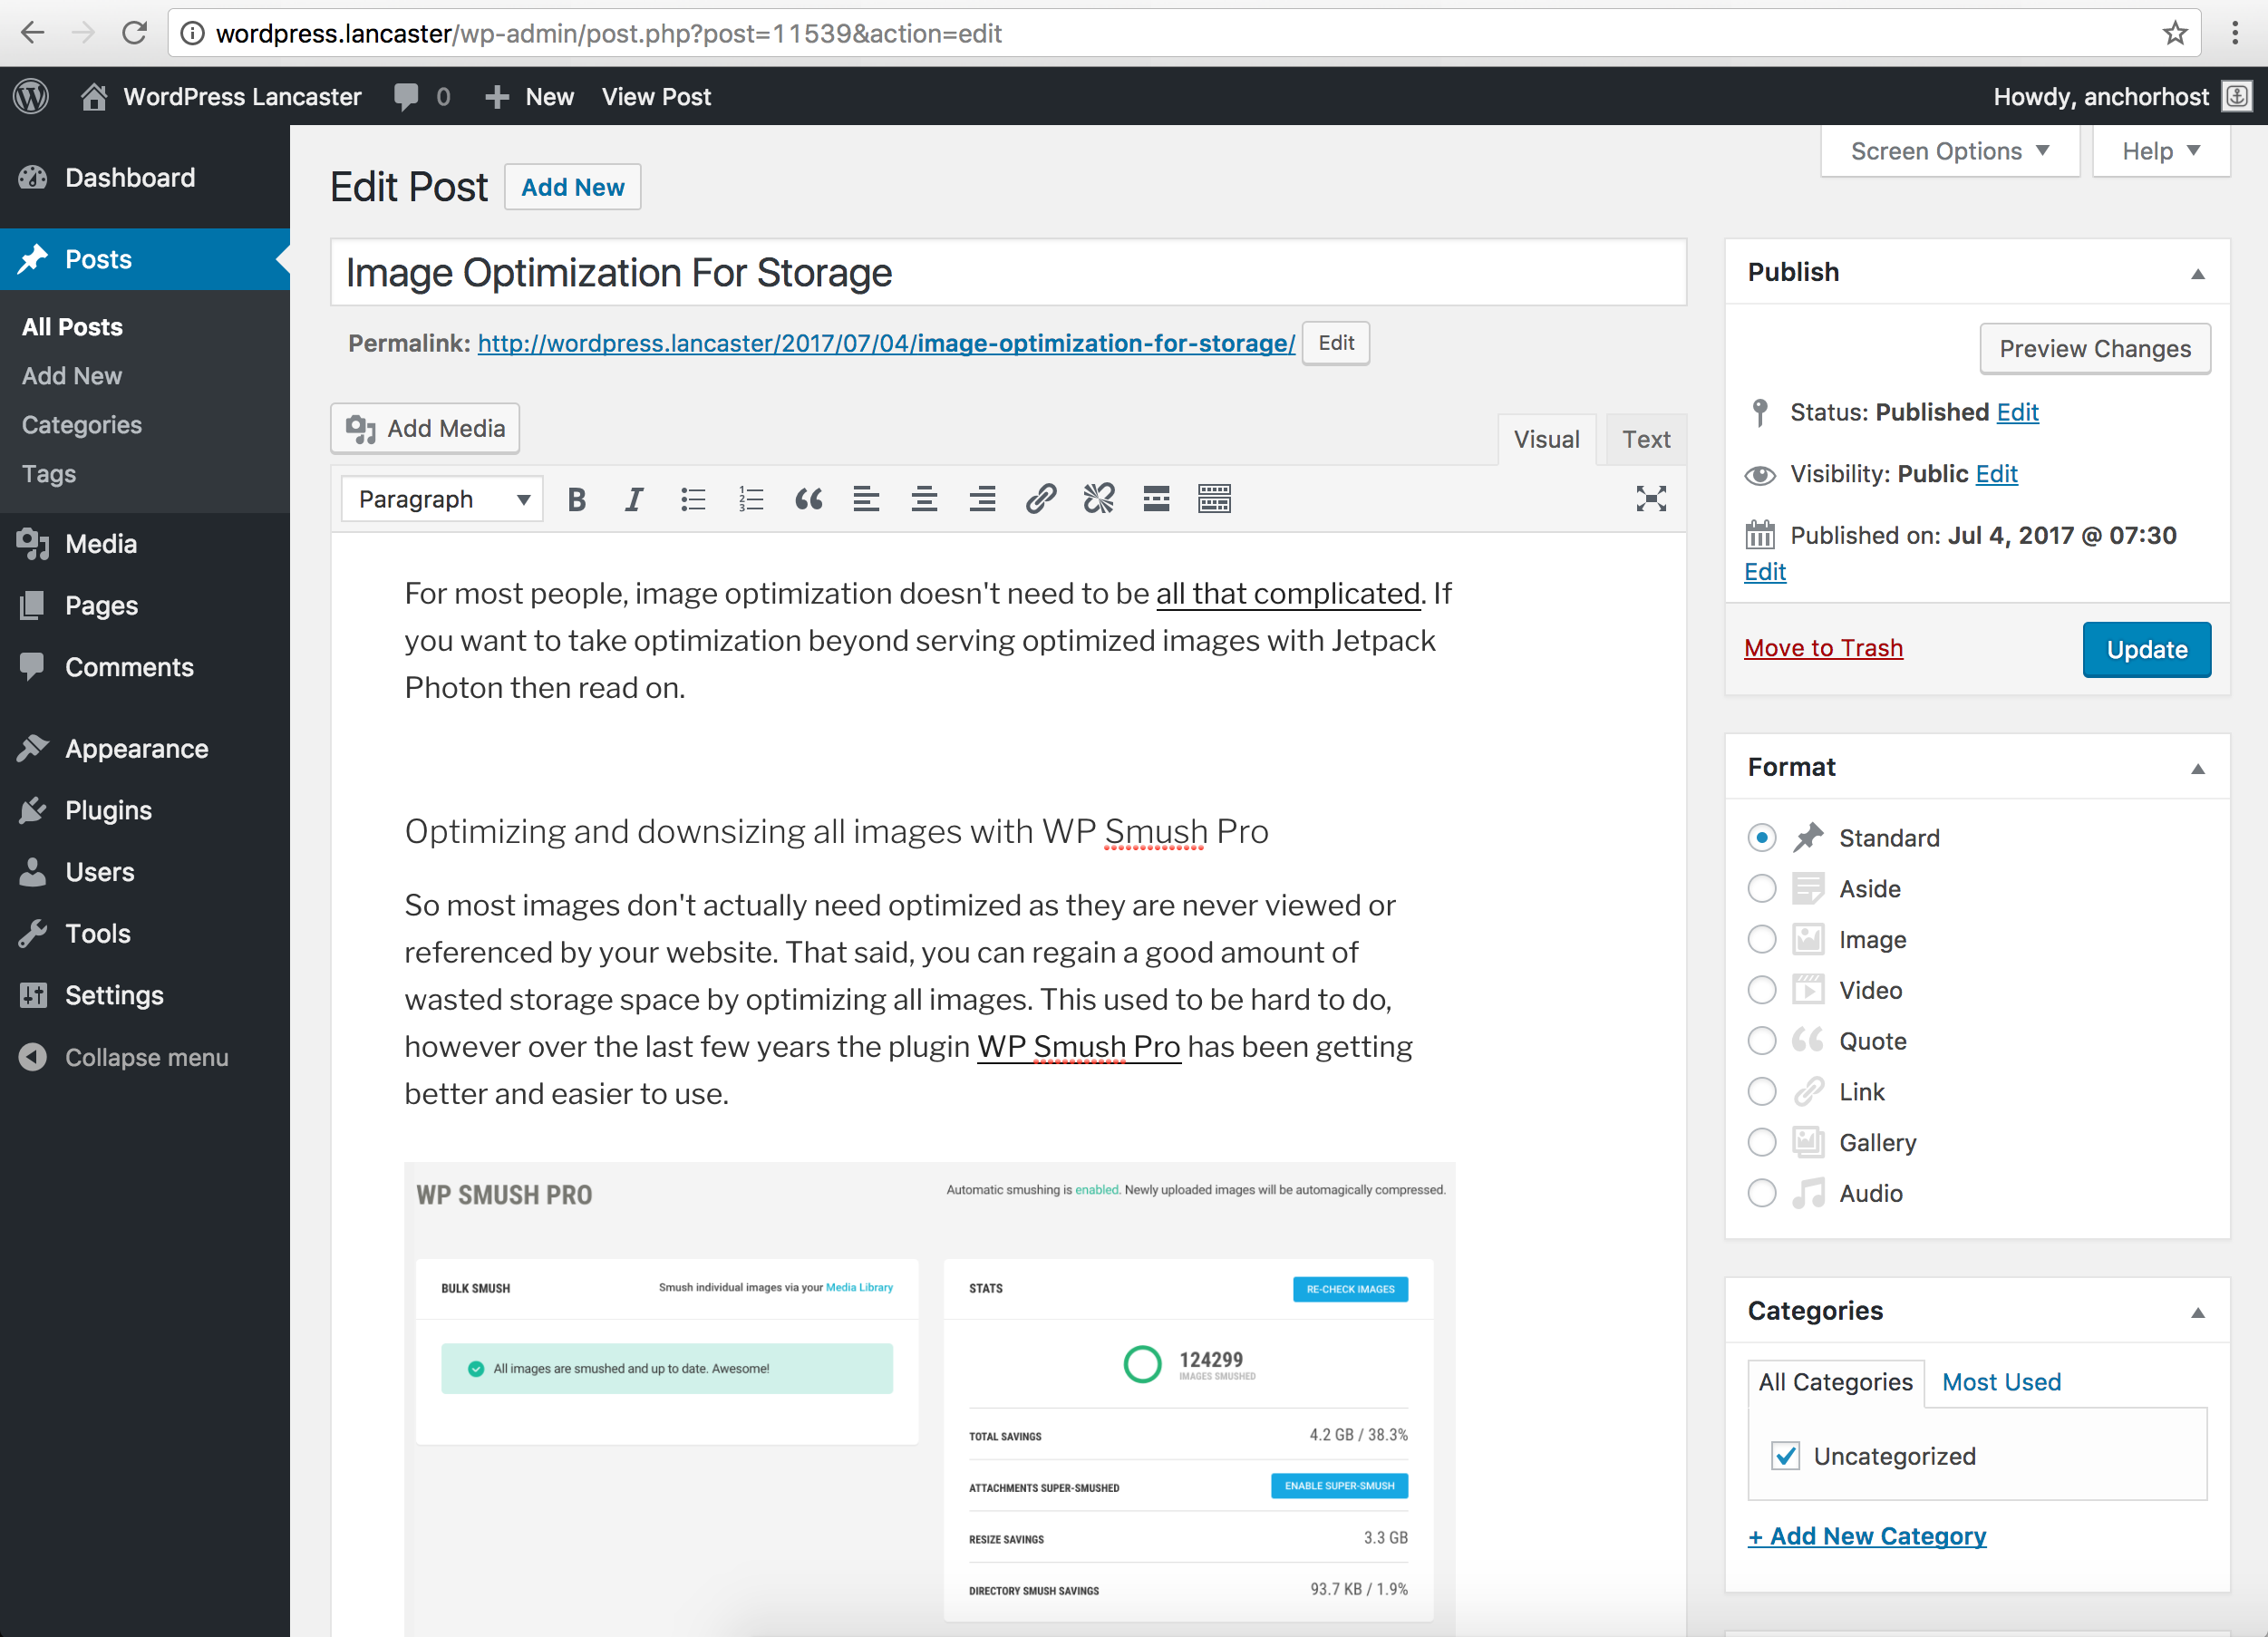 wordpress.lancaster/wp-admin/post.php?post=11539&action=edit
WordPress Lancaster 0 New View Post
Howdy, anchorhost
Dashboard
Posts
All Posts
Add New
Categories
Tags
Media
Pages
Comments
Appearance
Plugins
Users
Tools
Settings
Collapse menu
Screen Options
Help
Edit Post
Add New
Image Optimization For Storage
Permalink: http://wordpress.lancaster/2017/07/04/image-optimization-for-storage/ Edit
Add Media
Visual
Text
Paragraph
For most people, image optimization doesn't need to be all that complicated. If
you want to take optimization beyond serving optimized images with Jetpack
Photon then read on.
Optimizing and downsizing all images with WP Smush Pro
So most images don't actually need optimized as they are never viewed or
referenced by your website. That said, you can regain a good amount of
wasted storage space by optimizing all images. This used to be hard to do,
however over the last few years the plugin WP Smush Pro has been getting
better and easier to use.
WP SMUSH PRO
Automatic smushing is enabled. Newly uploaded images will be automagically compressed.
BULK SMUSH
Smush individual images via your Media Library
All images are smushed and up to date. Awesome!
STATS
RE-CHECK IMAGES
124299
IMAGES SMUSHED
TOTAL SAVINGS 4.2 GB / 38.3%
ATTACHMENTS SUPER-SMUSHED ENABLE SUPER-SMUSH
RESIZE SAVINGS 3.3 GB
DIRECTORY SMUSH SAVINGS 93.7 KB / 1.9%
Publish
Preview Changes
Status: Published Edit
Visibility: Public Edit
Published on: Jul 4, 2017 @ 07:30
Edit
Move to Trash
Update
Format
Standard
Aside
Image
Video
Quote
Link
Gallery
Audio
Categories
All Categories
Most Used
Uncategorized
+ Add New Category